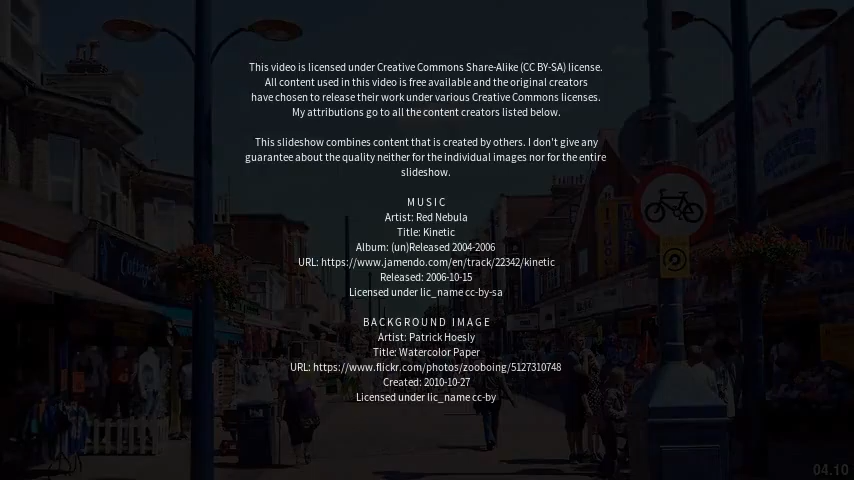 This video is licensed under Creative Commons Share-Alike (CC BY-SA) license.
All content used in this video is free available and the original creators
have chosen to release their work under various Creative Commons licenses.
My attributions go to all the content creators listed below.
This slideshow combines content that is created by others. I don't give any
guarantee about the quality neither for the individual images nor for the entire
slideshow.
MUSIC
Artist: Red Nebula
Title: Kinetic
Album: (un)Released 2004-2006
URL: https://www.jamendo.com/en/track/22342/kinetic
Released: 2006-10-15
Licensed under lic_name cc-by-sa
BACKGROUND IMAGE
Artist: Patrick Hoesly
Title: Watercolor Paper
URL: https://www.flickr.com/photos/zooboing/5127310748
Created: 2010-10-27
Licensed under lic_name cc-by
04.10